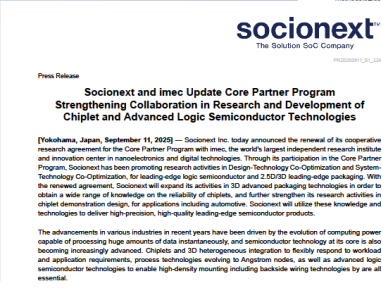 socionext™
The Solution SoC Company
Press Release
Socionext and imec Update Core Partner Program
Strengthening Collaboration in Research and Development of
Chiplet and Advanced Logic Semiconductor Technologies
[Yokohama, Japan, September 11, 2025] — Socionext Inc. today announced the renewal of its cooperative
research agreement for the Core Partner Program with imec, the world's largest independent research institute
and innovation center in nanoelectronics and digital technologies. Through its participation in the Core Partner
Program, Socionext has been promoting research activities in Design-Technology Co-Optimization and System-
Technology Co-Optimization, for leading-edge logic semiconductor and 2.5D/3D leading-edge packaging. With
the renewed agreement, Socionext will expand its activities in 3D advanced packaging technologies in order to
obtain a wide range of knowledge on the reliability of chiplets, and further strengthen its research activities in
chiplet demonstration design, for applications including automotive. Socionext will utilize these knowledge and
technologies to deliver high-precision, high-quality leading-edge semiconductor products.
The advancements in various industries in recent years have been driven by the evolution of computing power
capable of processing huge amounts of data instantaneously, and semiconductor technology at its core is also
becoming increasingly advanced. Chiplets and 3D heterogeneous integration to flexibly respond to workload
and application requirements, process technologies evolving to Angstrom nodes, as well as advanced logic
semiconductor technologies to enable high-density mounting including backside wiring technologies by are all
essential.